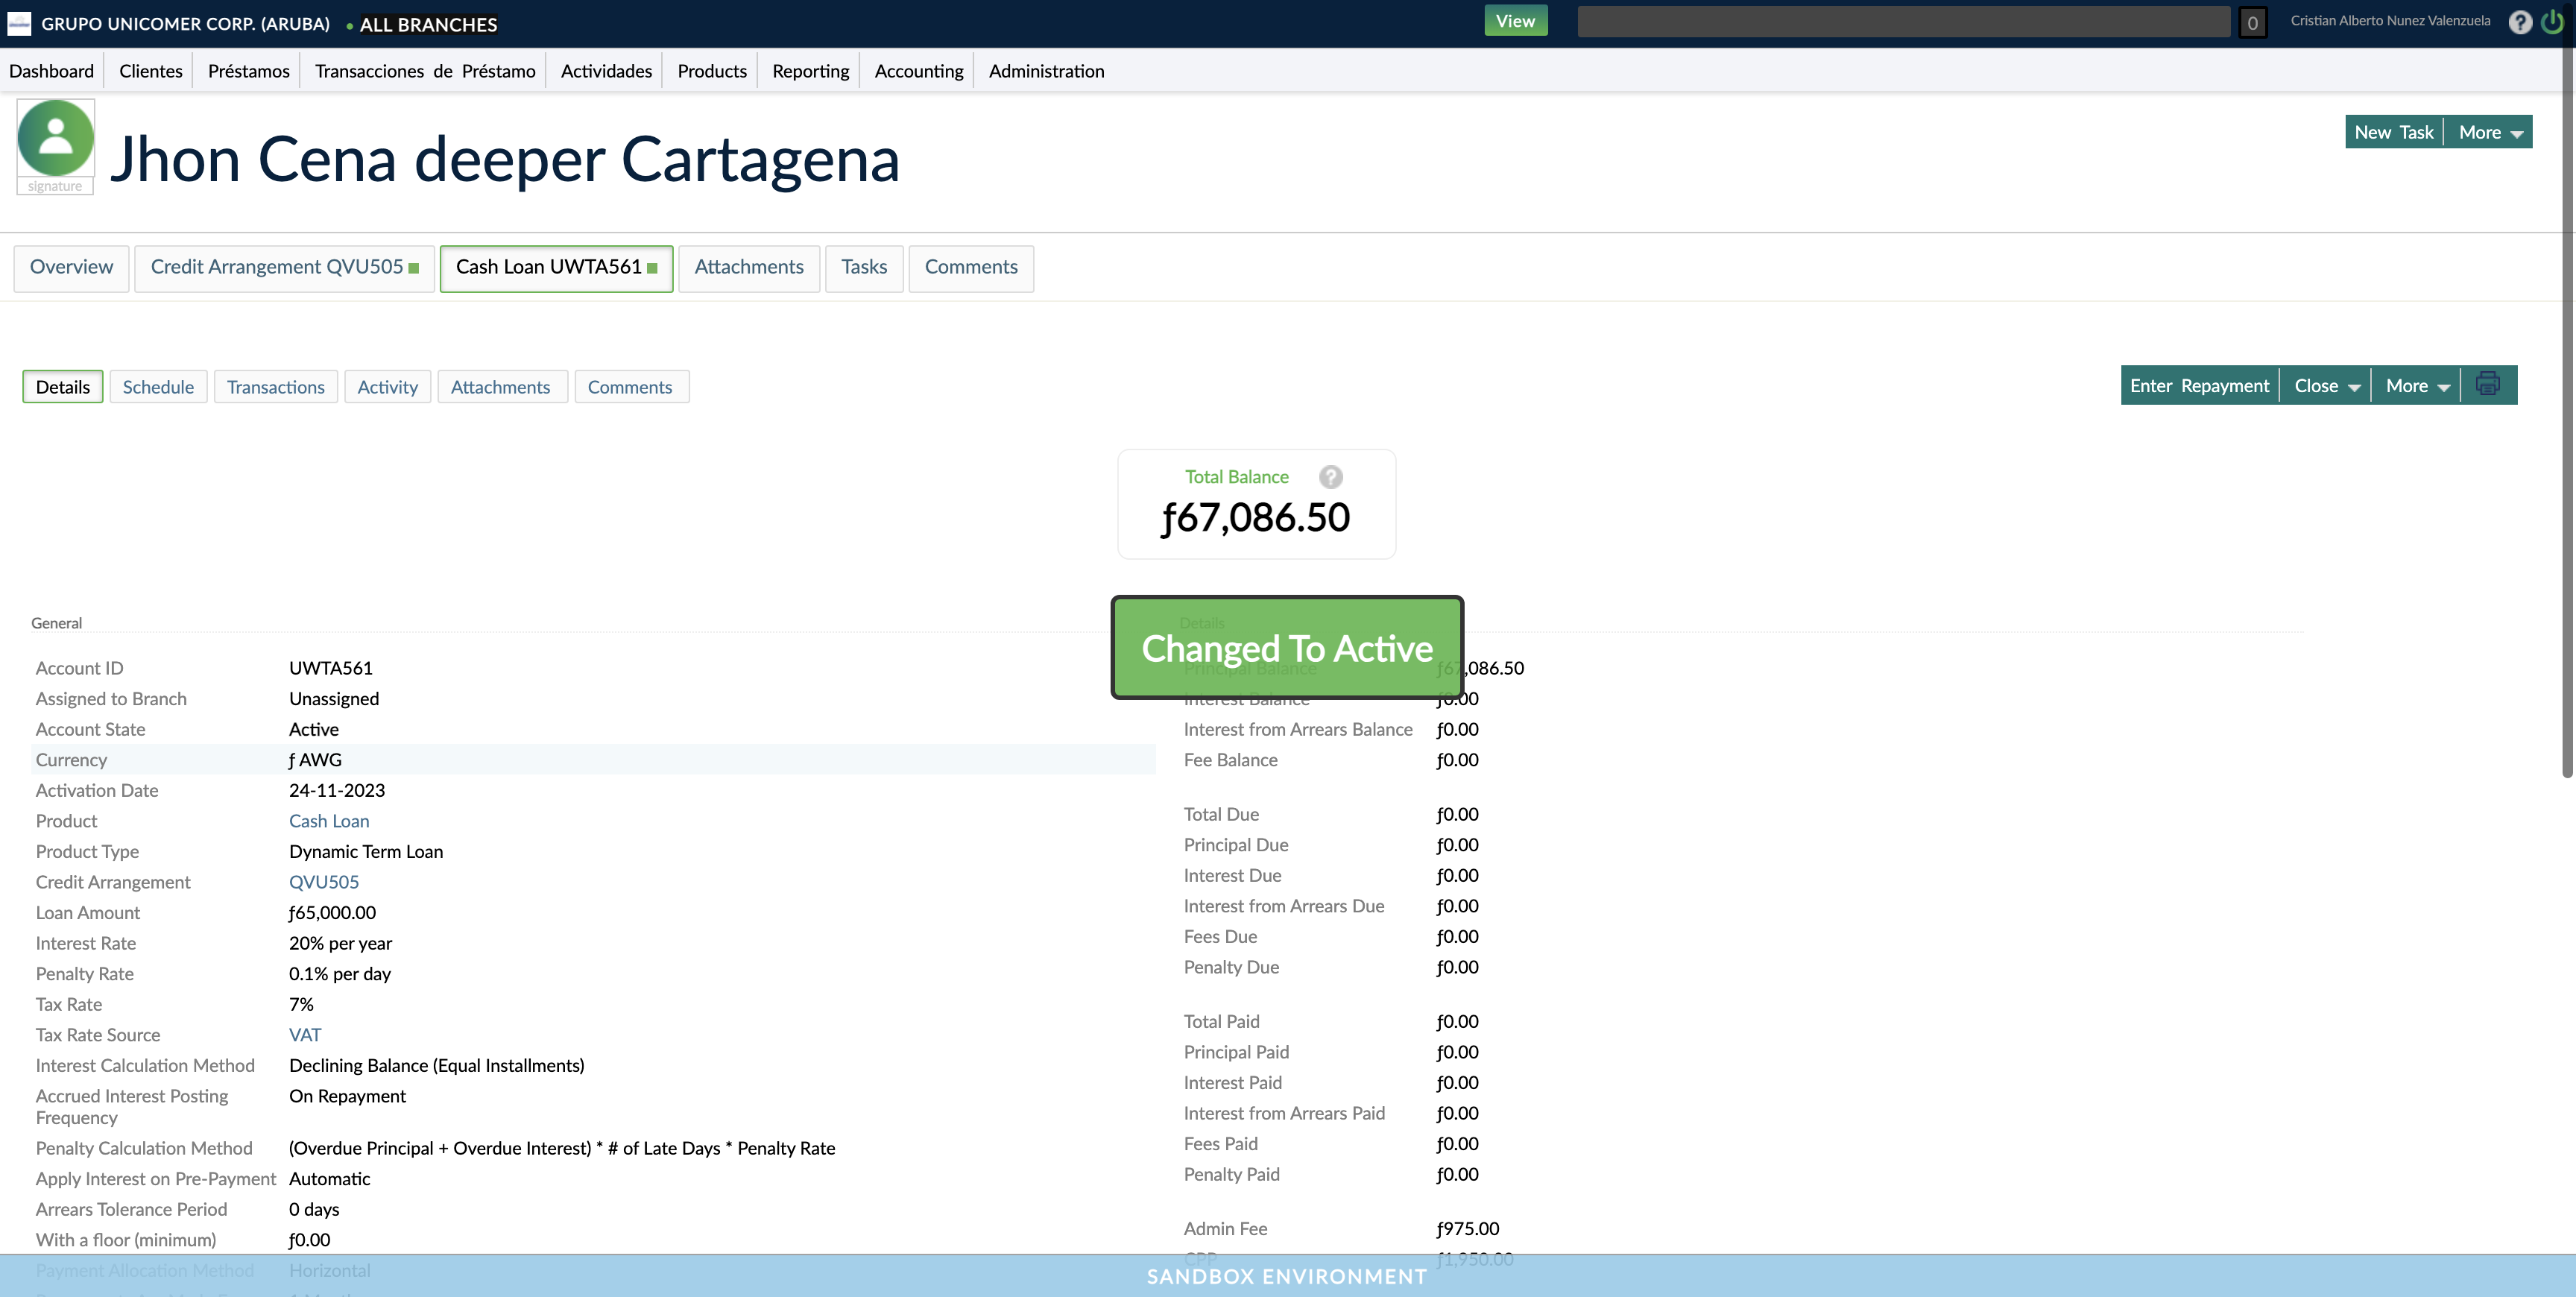 GRUPO UNICOMER CORP. (ARUBA) • ALL BRANCHES View 0 Cristian Alberto Nunez Valenzuela ?
Dashboard Clientes Préstamos Transacciones de Préstamo Actividades Products Reporting Accounting Administration
signature
Jhon Cena deeper Cartagena
New Task More
Overview Credit Arrangement QVU505 Cash Loan UWTA561 Attachments Tasks Comments
Details Schedule Transactions Activity Attachments Comments
Enter Repayment Close More
Total Balance ?
ƒ67,086.50
Changed To Active
General
Account ID UWTA561
Assigned to Branch Unassigned
Account State Active
Currency ƒ AWG
Activation Date 24-11-2023
Product Cash Loan
Product Type Dynamic Term Loan
Credit Arrangement QVU505
Loan Amount ƒ65,000.00
Interest Rate 20% per year
Penalty Rate 0.1% per day
Tax Rate 7%
Tax Rate Source VAT
Interest Calculation Method Declining Balance (Equal Installments)
Accrued Interest Posting
Frequency
On Repayment
Penalty Calculation Method (Overdue Principal + Overdue Interest) * # of Late Days * Penalty Rate
Apply Interest on Pre-Payment Automatic
Arrears Tolerance Period 0 days
With a floor (minimum) ƒ0.00
Payment Allocation Method Horizontal
Details
Principal Balance ƒ67,086.50
Interest Balance ƒ0.00
Interest from Arrears Balance ƒ0.00
Fee Balance ƒ0.00
Total Due ƒ0.00
Principal Due ƒ0.00
Interest Due ƒ0.00
Interest from Arrears Due ƒ0.00
Fees Due ƒ0.00
Penalty Due ƒ0.00
Total Paid ƒ0.00
Principal Paid ƒ0.00
Interest Paid ƒ0.00
Interest from Arrears Paid ƒ0.00
Fees Paid ƒ0.00
Penalty Paid ƒ0.00
Admin Fee ƒ975.00
CPP ƒ1,950.00
SANDBOX ENVIRONMENT